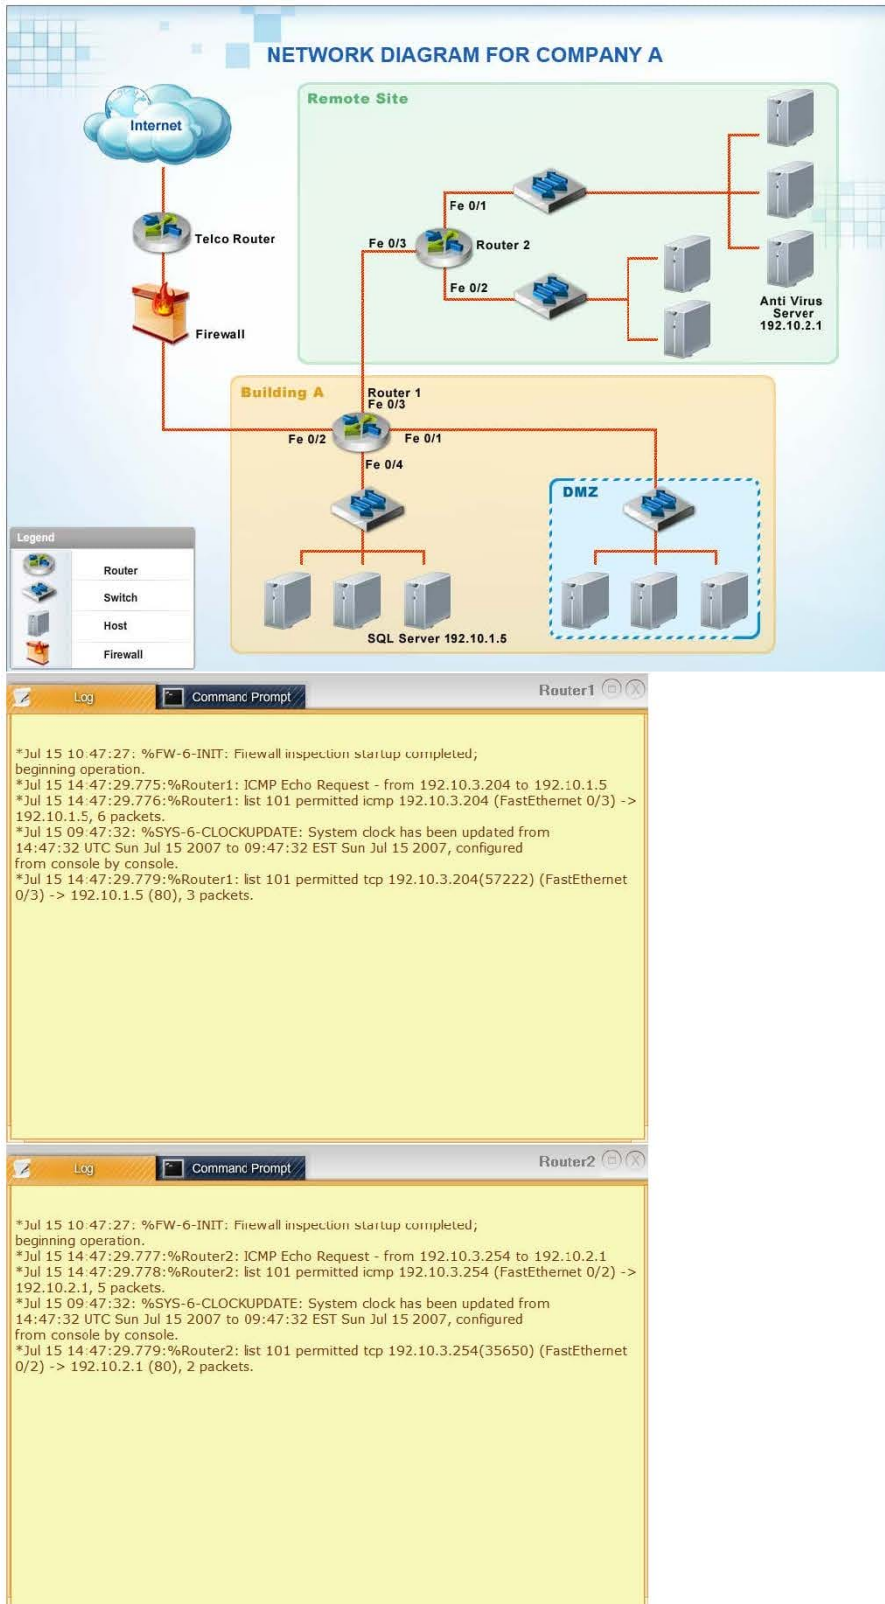 NETWORK DIAGRAM FOR COMPANY A
Internet
Remote Site
Fe 0/1
Telco Router
Fe 0/3
Router 2
Fe 0/2
Anti Virus
Server
192.10.2.1
Firewall
Building A
Router 1
Fe 0/3
Fe 0/2
Fe 0/1
Fe 0/4
DMZ
SQL Server 192.10.1.5
Legend
Router
Switch
Host
Firewall
Log
Command Prompt
Router1
*Jul 15 10:47:27: %FW-6-INIT: Firewall inspection startup completed;
beginning operation.
*Jul 15 14:47:29.775:%Router1: ICMP Echo Request - from 192.10.3.204 to 192.10.1.5
*Jul 15 14:47:29.776:%Router1: list 101 permitted icmp 192.10.3.204 (FastEthernet 0/3) ->
192.10.1.5, 6 packets.
*Jul 15 09:47:32: %SYS-6-CLOCKUPDATE: System clock has been updated from
14:47:32 UTC Sun Jul 15 2007 to 09:47:32 EST Sun Jul 15 2007, configured
from console by console.
*Jul 15 14:47:29.779:%Router1: list 101 permitted tcp 192.10.3.204(57222) (FastEthernet
0/3) -> 192.10.1.5 (80), 3 packets.
Log
Command Prompt
Router2
*Jul 15 10:47:27: %FW-6-INIT: Firewall inspection startup completed;
beginning operation.
*Jul 15 14:47:29.777:%Router2: ICMP Echo Request - from 192.10.3.254 to 192.10.2.1
*Jul 15 14:47:29.778:%Router2: list 101 permitted icmp 192.10.3.254 (FastEthernet 0/2) ->
192.10.2.1, 5 packets.
*Jul 15 09:47:32: %SYS-6-CLOCKUPDATE: System clock has been updated from
14:47:32 UTC Sun Jul 15 2007 to 09:47:32 EST Sun Jul 15 2007, configured
from console by console.
*Jul 15 14:47:29.779:%Router2: list 101 permitted tcp 192.10.3.254(35650) (FastEthernet
0/2) -> 192.10.2.1 (80), 2 packets.